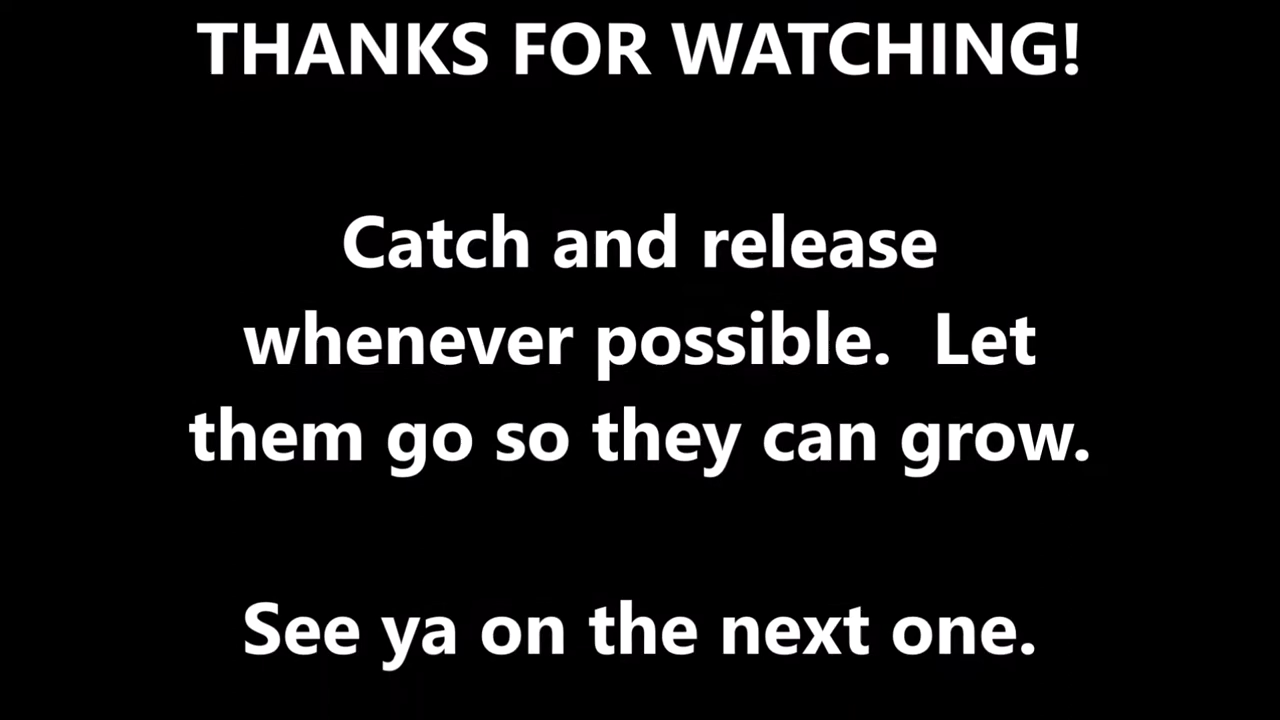 THANKS FOR WATCHING!
Catch and release
whenever possible.  Let
them go so they can grow.
See ya on the next one.